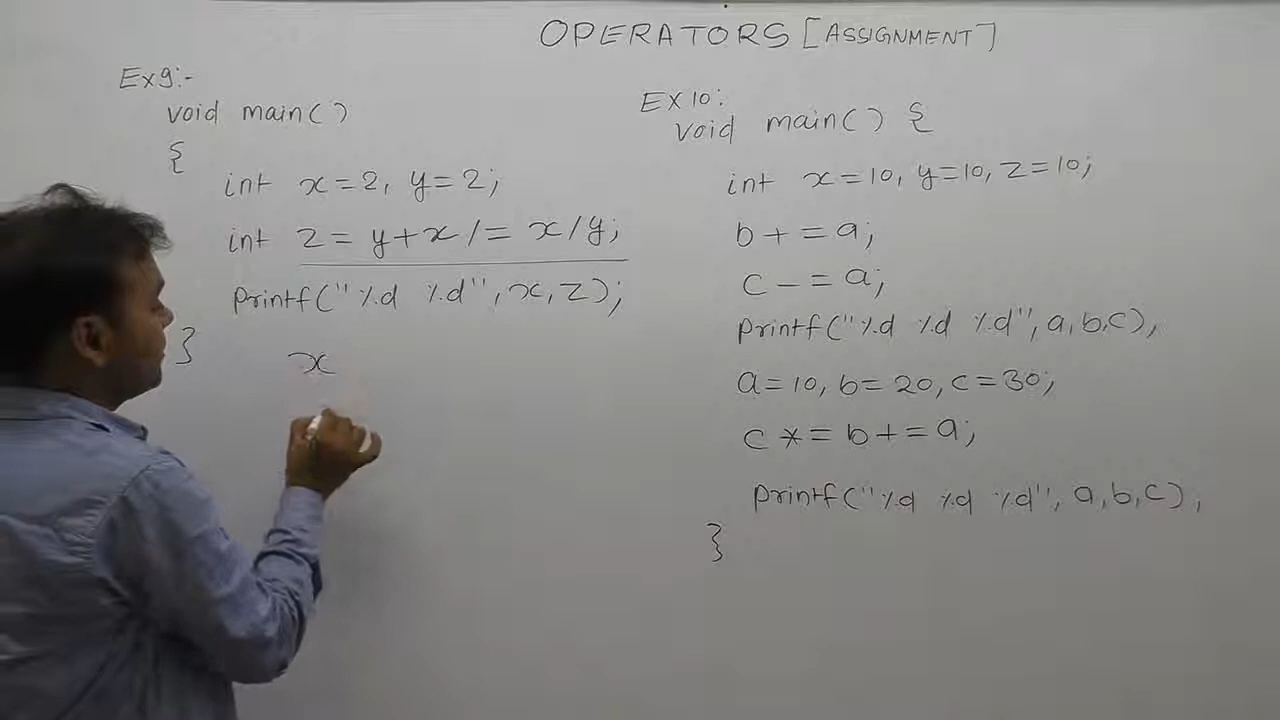 OPERATORS [ASSIGNMENT]
Ex9:-
void main()
{
int x=2, y=2;
int z = y+x /= x/y;
printf("%d %d", x, z);
}
x
EX10:
void main() {
int x=10, y=10, z=10;
b += a;
c -= a;
printf("%d %d %d", a, b, c),
a=10, b=20, c=30;
c *= b += a;
printf("%d %d %d", a, b, c),
}